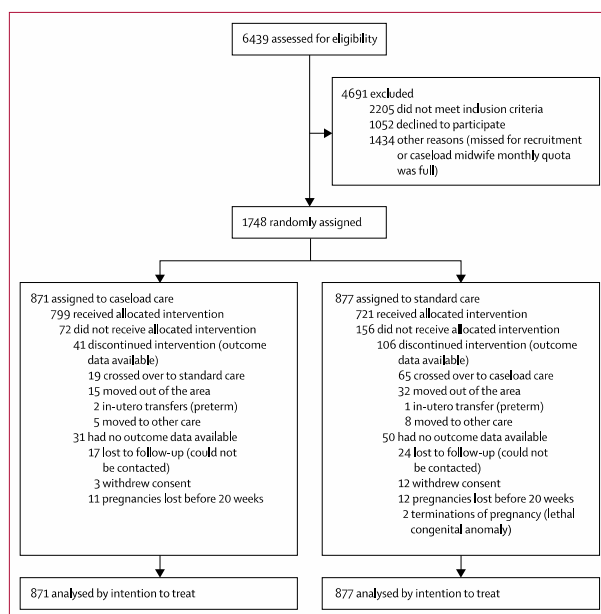 6439 assessed for eligibility
4691 excluded
2205 did not meet inclusion criteria
1052 declined to participate
1434 other reasons (missed for recruitment
or caseload midwife monthly quota
was full)
1748 randomly assigned
871 assigned to caseload care
799 received allocated intervention
72 did not receive allocated intervention
41 discontinued intervention (outcome
data available)
19 crossed over to standard care
15 moved out of the area
2 in-utero transfers (preterm)
5 moved to other care
31 had no outcome data available
17 lost to follow-up (could not
be contacted)
3 withdrew consent
11 pregnancies lost before 20 weeks
877 assigned to standard care
721 received allocated intervention
156 did not receive allocated intervention
106 discontinued intervention (outcome
data available)
65 crossed over to caseload care
32 moved out of the area
1 in-utero transfer (preterm)
8 moved to other care
50 had no outcome data available
24 lost to follow-up (could not
be contacted)
12 withdrew consent
12 pregnancies lost before 20 weeks
2 terminations of pregnancy (lethal
congenital anomaly)
871 analysed by intention to treat
877 analysed by intention to treat